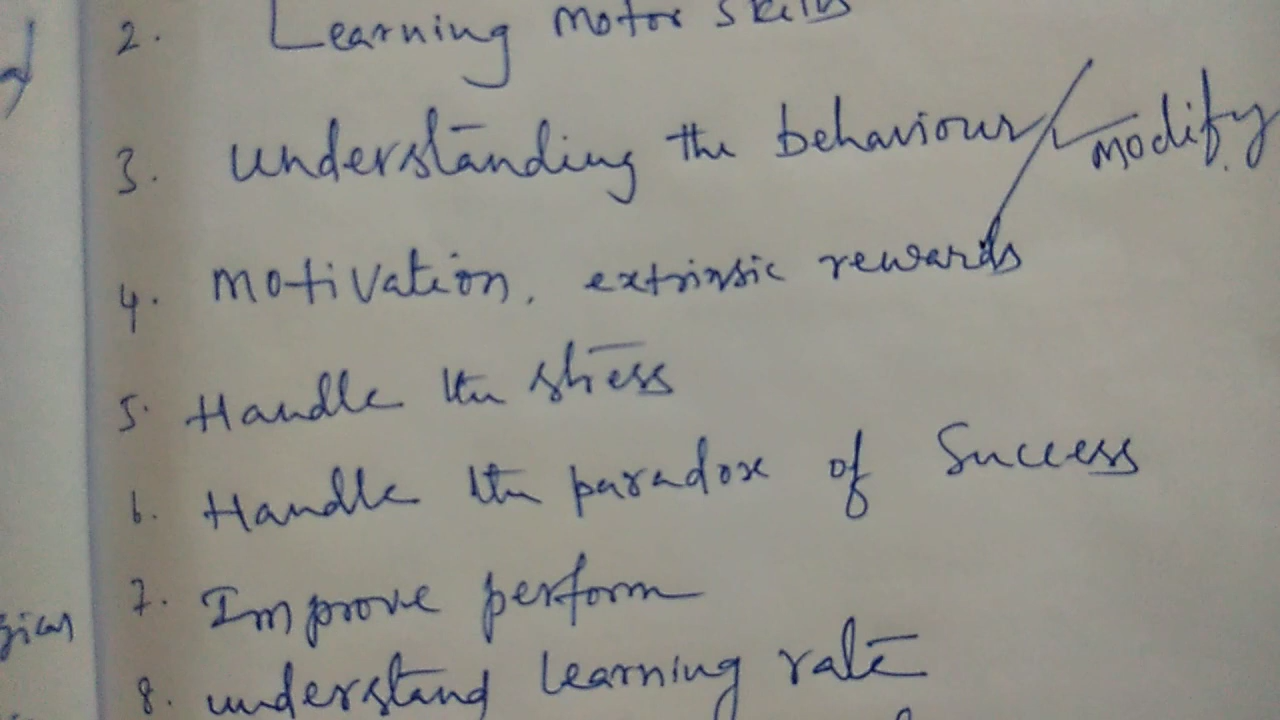 2. Learning motor skills
3. understanding the behaviour/modify
4. motivation, extrinsic rewards
5. Handle the stress
6. Handle the paradox of Success
7. Improve perform
8. understand learning rate